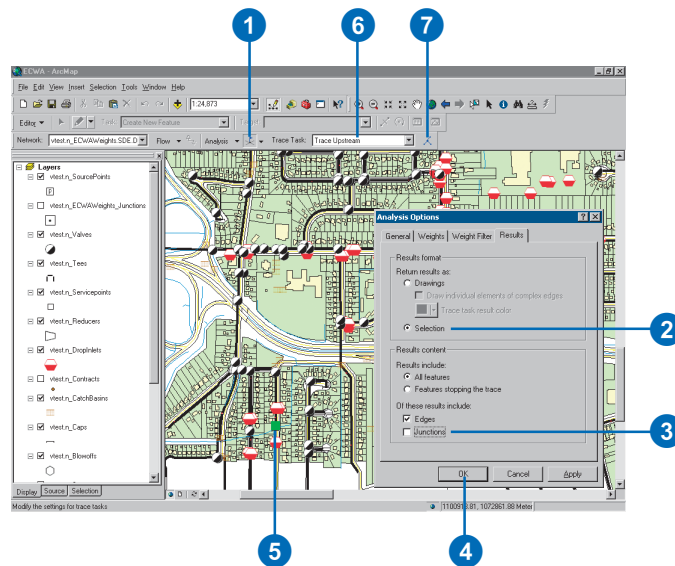 1
6
7
ECWA - ArcMap
File Edit View Insert Selection Tools Window Help
1:24,873
Editor Task: Create New Feature Target:
Network: vtest.n_ECWAWeights.SDE.D Flow Analysis Trace Task: Trace Upstream
Layers
vtest.n_SourcePoints
P
vtest.n_ECWAWeights_Junctions
vtest.n_Valves
vtest.n_Tees
vtest.n_Servicepoints
vtest.n_Reducers
vtest.n_DropInlets
vtest.n_Contracts
vtest.n_CatchBasins
vtest.n_Caps
vtest.n_Blowoffs
Display Source Selection
Modify the settings for trace tasks
Analysis Options
General Weights Weight Filter Results
Results format
Return results as:
Drawings
Draw individual elements of complex edges
Trace task result color
Selection
2
Results content
Results include:
All features
Features stopping the trace
Of these results include:
Edges
Junctions
3
OK Cancel Apply
1100913.81, 1072861.88 Meter
5
4